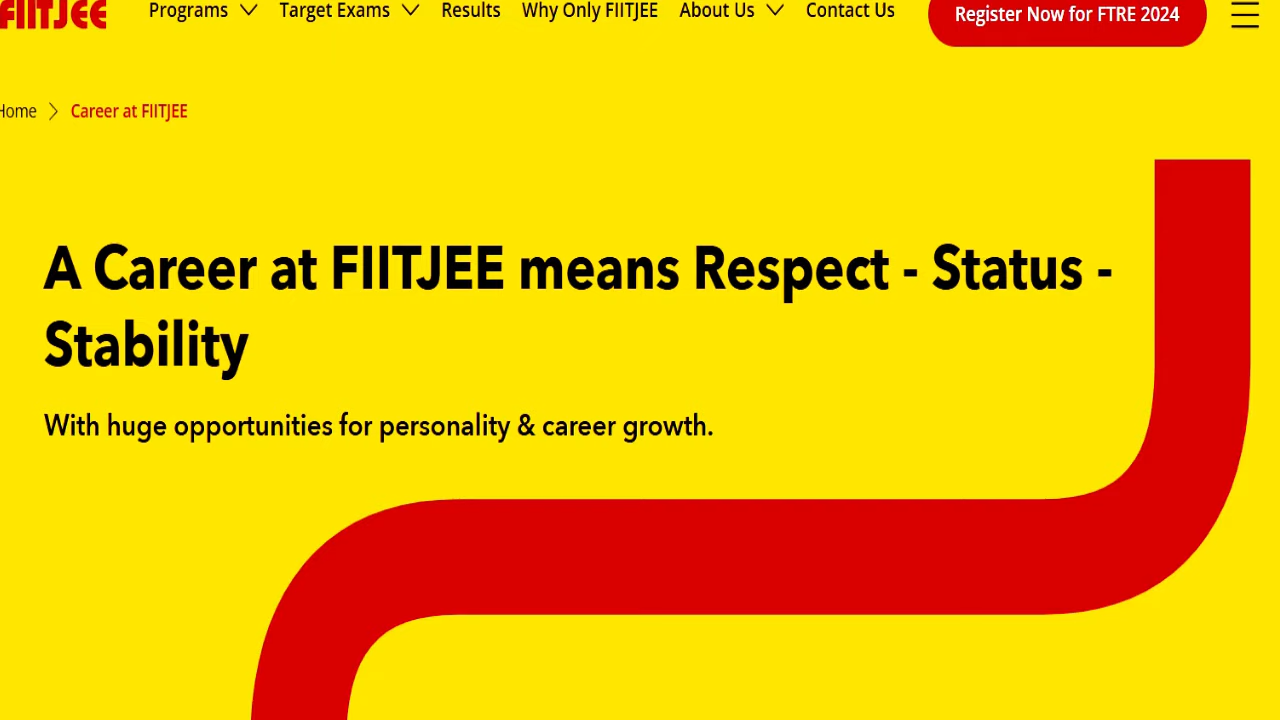 FIITJEE Programs Target Exams Results Why Only FIITJEE About Us Contact Us Register Now for FTRE 2024
Home > Career at FIITJEE
A Career at FIITJEE means Respect - Status -
Stability
With huge opportunities for personality & career growth.